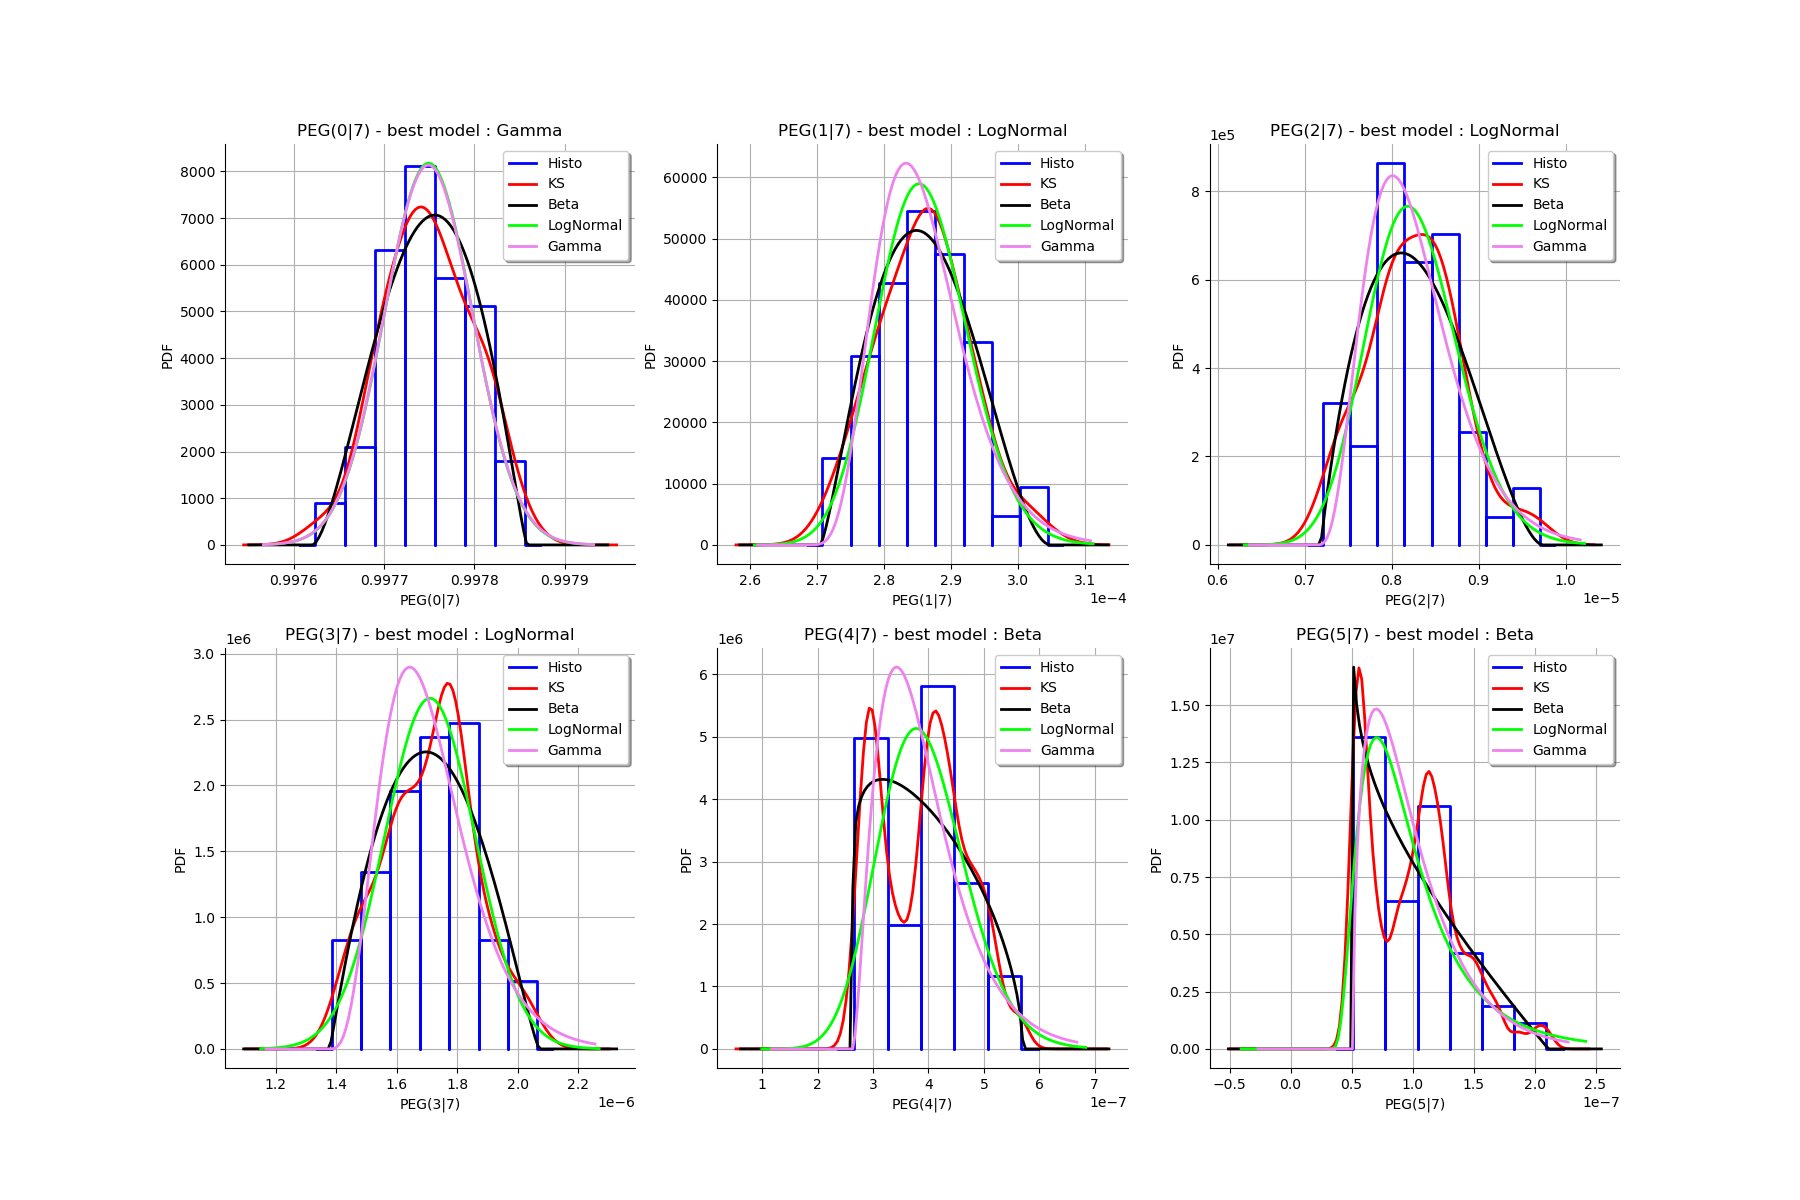 PEG(0|7) - best model : Gamma
Histo
KS
Beta
LogNormal
Gamma
8000
7000
6000
5000
4000
3000
2000
1000
0
PDF
0.9976
0.9977
0.9978
0.9979
PEG(0|7)
PEG(1|7) - best model : LogNormal
Histo
KS
Beta
LogNormal
Gamma
60000
50000
40000
30000
20000
10000
0
PDF
2.6
2.7
2.8
2.9
3.0
3.1
PEG(1|7)
1e−4
1e5
PEG(2|7) - best model : LogNormal
Histo
KS
Beta
LogNormal
Gamma
8
6
4
2
0
PDF
0.6
0.7
0.8
0.9
1.0
PEG(2|7)
1e−5
1e6
PEG(3|7) - best model : LogNormal
Histo
KS
Beta
LogNormal
Gamma
3.0
2.5
2.0
1.5
1.0
0.5
0.0
PDF
1.2
1.4
1.6
1.8
2.0
2.2
PEG(3|7)
1e−6
1e6
PEG(4|7) - best model : Beta
Histo
KS
Beta
LogNormal
Gamma
6
5
4
3
2
1
0
PDF
1
2
3
4
5
6
7
PEG(4|7)
1e−7
1e7
PEG(5|7) - best model : Beta
Histo
KS
Beta
LogNormal
Gamma
1.50
1.25
1.00
0.75
0.50
0.25
0.00
PDF
−0.5
0.0
0.5
1.0
1.5
2.0
2.5
PEG(5|7)
1e−7